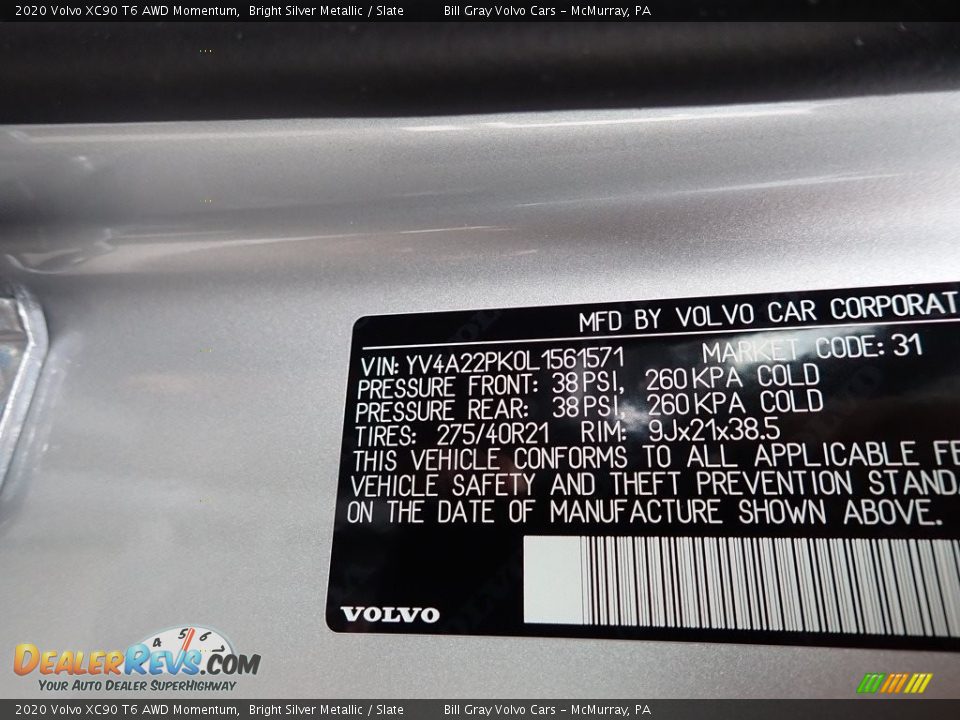 2020 Volvo XC90 T6 AWD Momentum, Bright Silver Metallic / Slate Bill Gray Volvo Cars - McMurray, PA
MFD BY VOLVO CAR CORPORAT
VIN: YV4A22PK0L1561571 MARKET CODE: 31
PRESSURE FRONT: 38 PSI, 260 KPA COLD
PRESSURE REAR: 38 PSI, 260 KPA COLD
TIRES: 275/40R21 RIM: 9Jx21x38.5
THIS VEHICLE CONFORMS TO ALL APPLICABLE FE
VEHICLE SAFETY AND THEFT PREVENTION STANDA
ON THE DATE OF MANUFACTURE SHOWN ABOVE.
VOLVO
4 5 6
DealerRevs.com
Your Auto Dealer SuperHighway
2020 Volvo XC90 T6 AWD Momentum, Bright Silver Metallic / Slate Bill Gray Volvo Cars - McMurray, PA